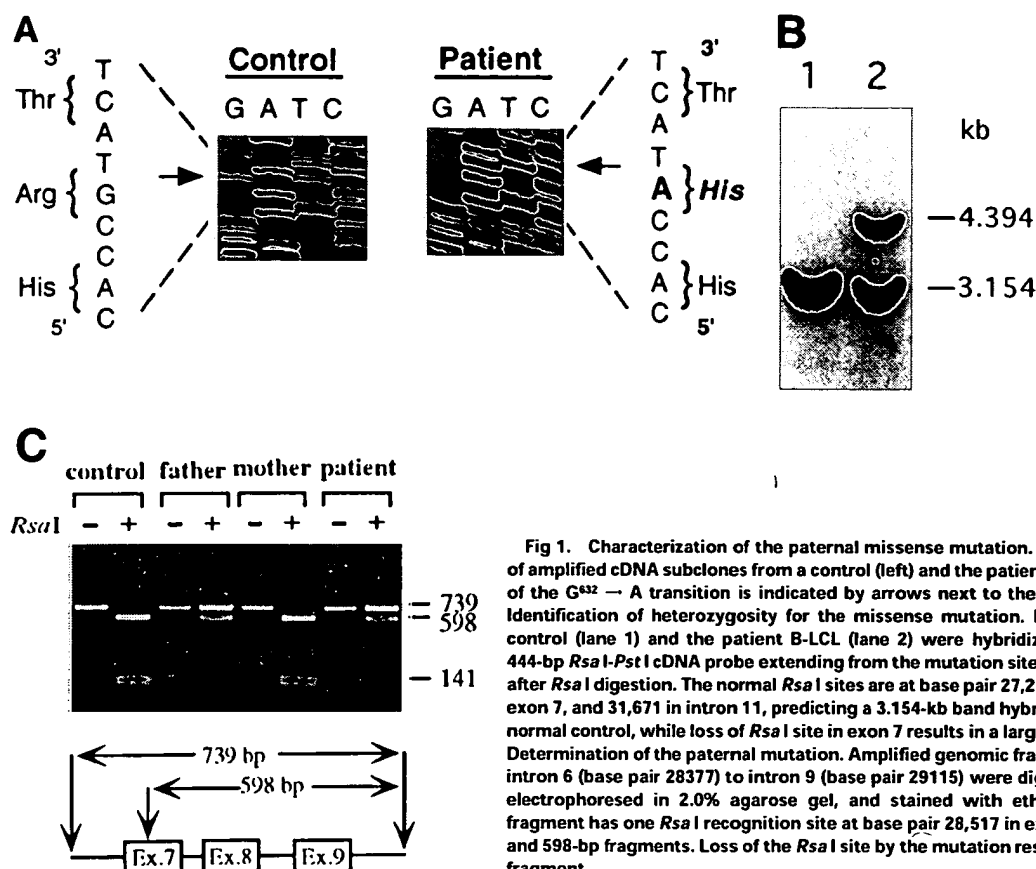 A
3'
T
C
A
T
G
C
C
A
C
5'
Thr {
Arg {
His {
Control
G A T C
Patient
G A T C
3'
T
C
A
T
A
C
C
A
C
5'
} Thr
} His
} His
B
1 2
kb
4.394
3.154
C
control father mother patient
RsaI − + − + − + − +
739
598
141
739 bp
598 bp
Ex.7 Ex.8 Ex.9
Fig 1. Characterization of the paternal missense mutation.
of amplified cDNA subclones from a control (left) and the patien
of the G⁶³² → A transition is indicated by arrows next to the
Identification of heterozygosity for the missense mutation.
control (lane 1) and the patient B-LCL (lane 2) were hybridiz
444-bp Rsa I-Pst I cDNA probe extending from the mutation site
after Rsa I digestion. The normal Rsa I sites are at base pair 27,2
exon 7, and 31,671 in intron 11, predicting a 3.154-kb band hybr
normal control, while loss of Rsa I site in exon 7 results in a larg
Determination of the paternal mutation. Amplified genomic fra
intron 6 (base pair 28377) to intron 9 (base pair 29115) were dig
electrophoresed in 2.0% agarose gel, and stained with eth
fragment has one Rsa I recognition site at base pair 28,517 in e
and 598-bp fragments. Loss of the Rsa I site by the mutation res
fragment.